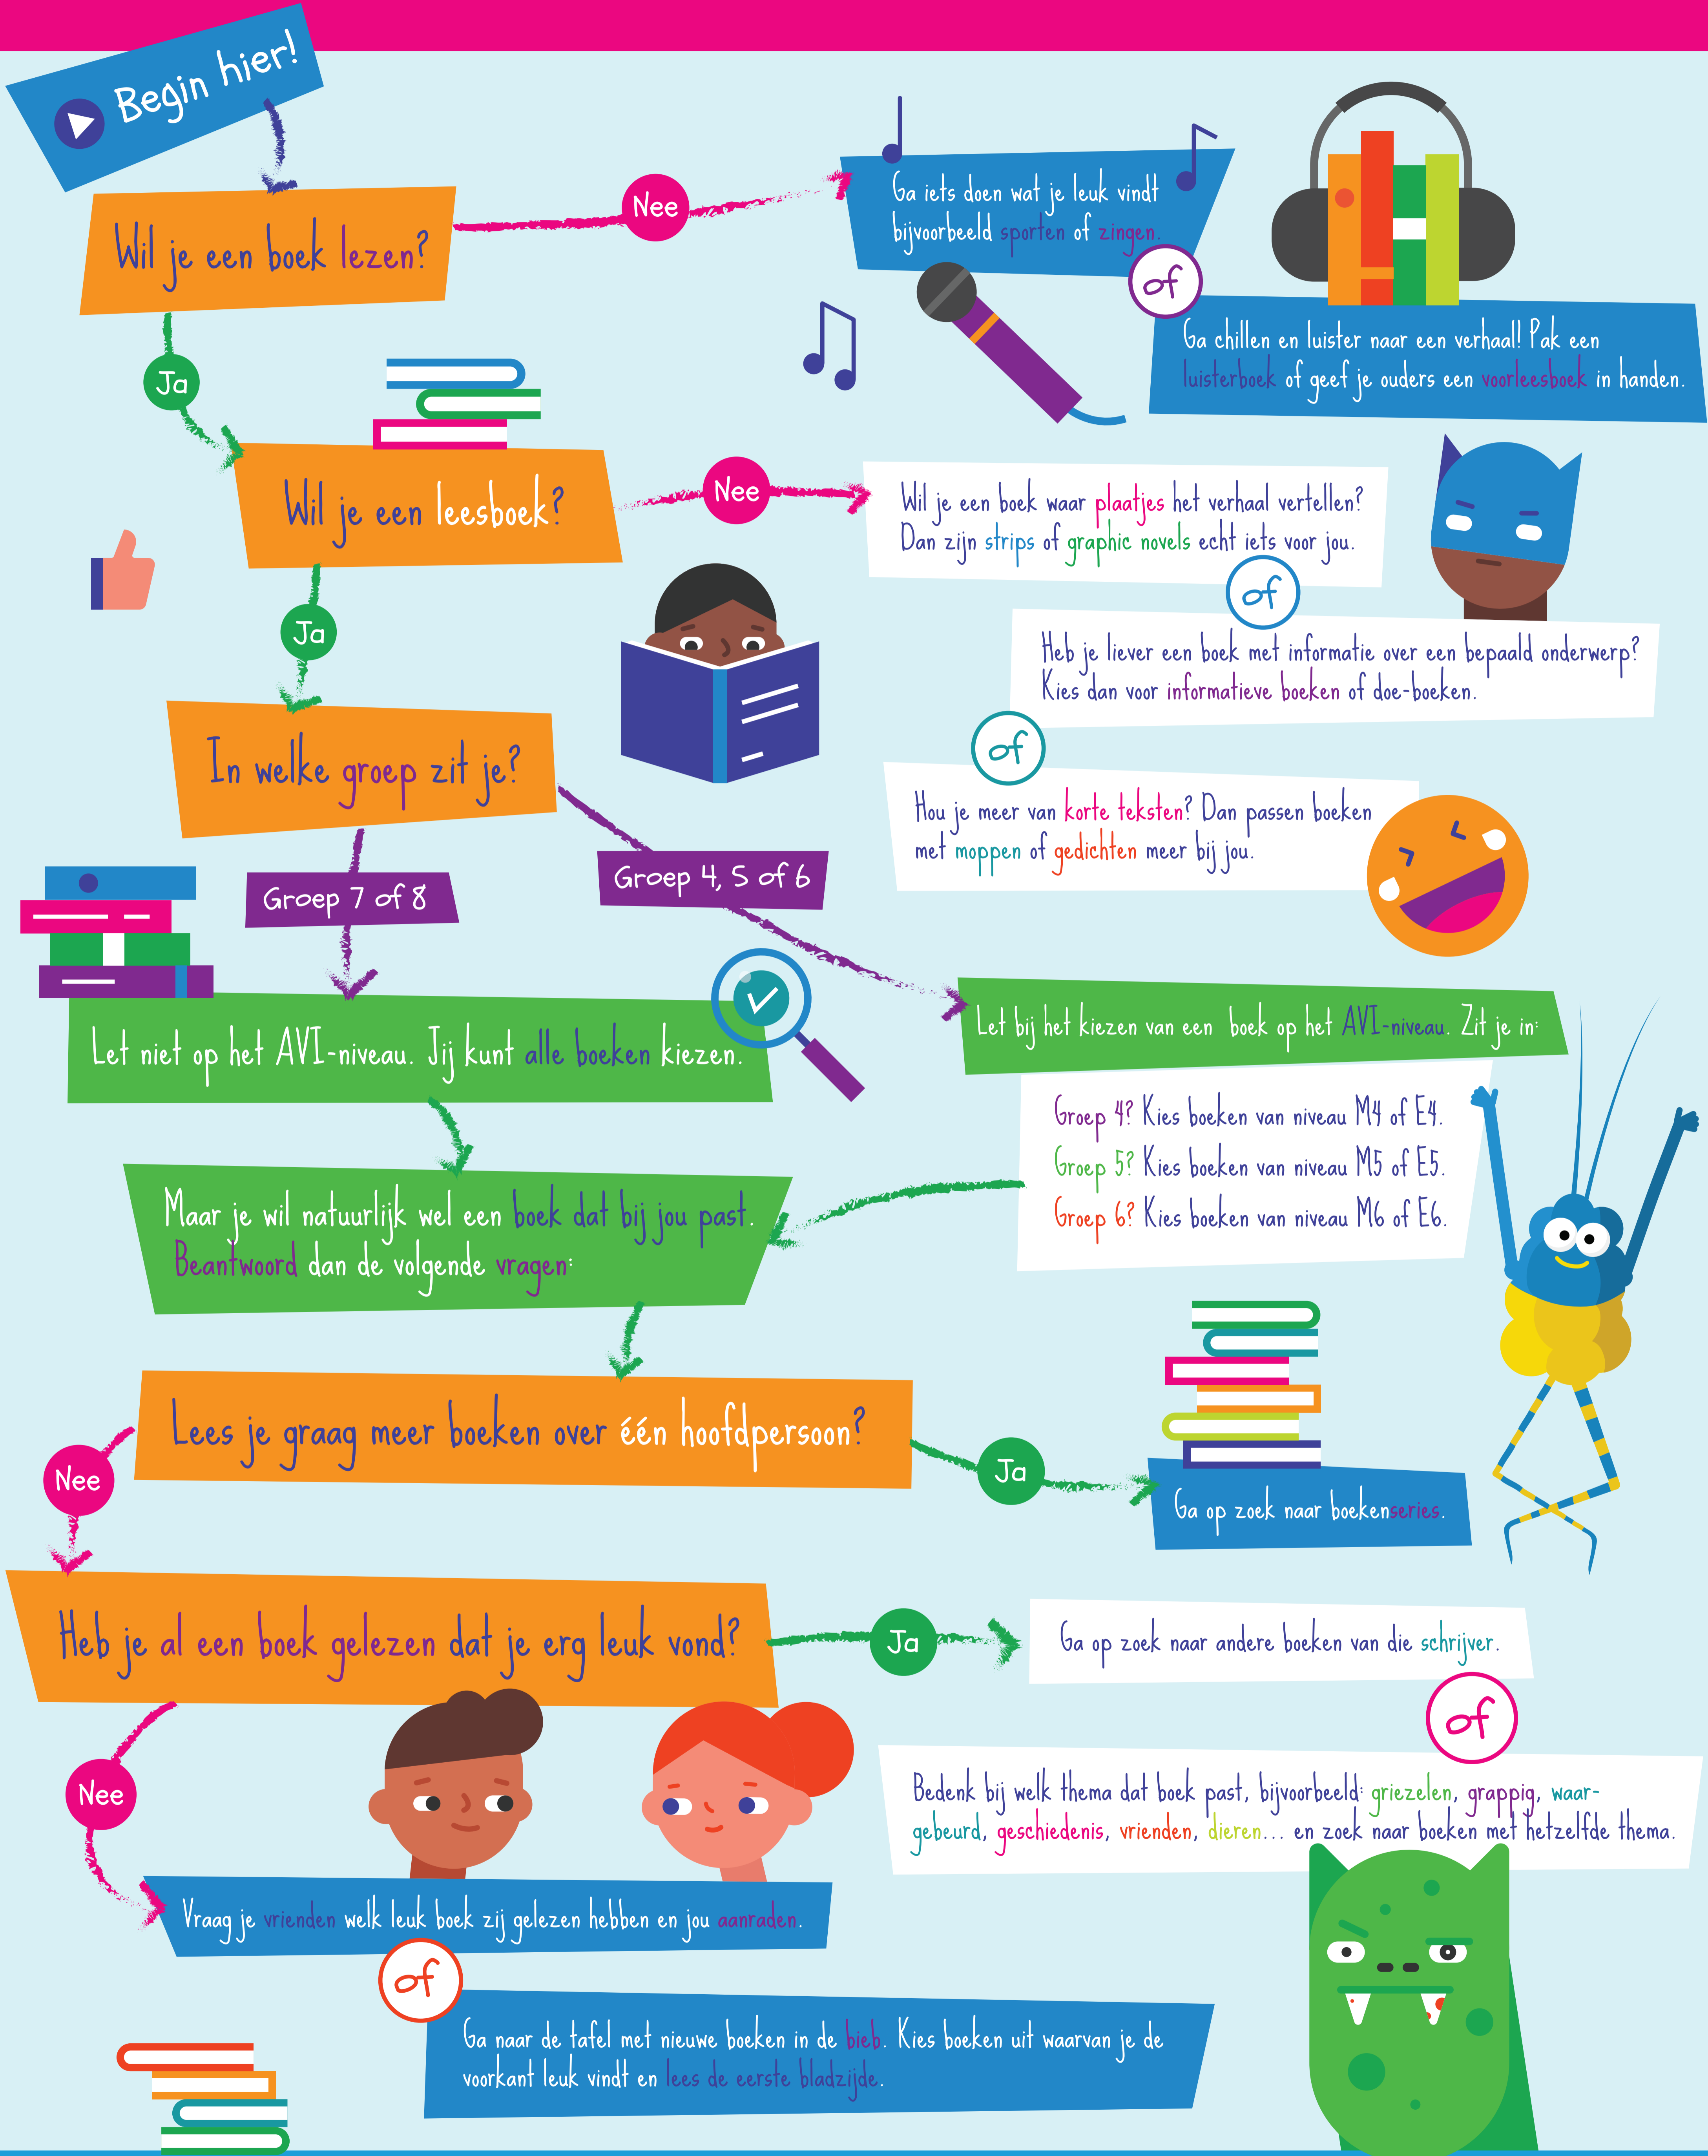 Begin hier!
Wil je een boek lezen?
Nee
Ga iets doen wat je leuk vindt
bijvoorbeeld sporten of zingen.
of
Ga chillen en luister naar een verhaal! Pak een
luisterboek of geef je ouders een voorleesboek in handen.
Ja
Wil je een leesboek?
Nee
Wil je een boek waar plaatjes het verhaal vertellen?
Dan zijn strips of graphic novels echt iets voor jou.
of
Heb je liever een boek met informatie over een bepaald onderwerp?
Kies dan voor informatieve boeken of doe-boeken.
of
Hou je meer van korte teksten? Dan passen boeken
met moppen of gedichten meer bij jou.
Ja
In welke groep zit je?
Groep 7 of 8
Groep 4, 5 of 6
Let niet op het AVI-niveau. Jij kunt alle boeken kiezen.
Let bij het kiezen van een boek op het AVI-niveau. Zit je in:
Groep 4? Kies boeken van niveau M4 of E4.
Groep 5? Kies boeken van niveau M5 of E5.
Groep 6? Kies boeken van niveau M6 of E6.
Maar je wil natuurlijk wel een boek dat bij jou past.
Beantwoord dan de volgende vragen:
Lees je graag meer boeken over één hoofdpersoon?
Ja
Ga op zoek naar boekenseries.
Nee
Heb je al een boek gelezen dat je erg leuk vond?
Ja
Ga op zoek naar andere boeken van die schrijver.
of
Bedenk bij welk thema dat boek past, bijvoorbeeld: griezelen, grappig, waar-
gebeurd, geschiedenis, vrienden, dieren... en zoek naar boeken met hetzelfde thema.
Nee
Vraag je vrienden welk leuk boek zij gelezen hebben en jou aanraden.
of
Ga naar de tafel met nieuwe boeken in de bieb. Kies boeken uit waarvan je de
voorkant leuk vindt en lees de eerste bladzijde.